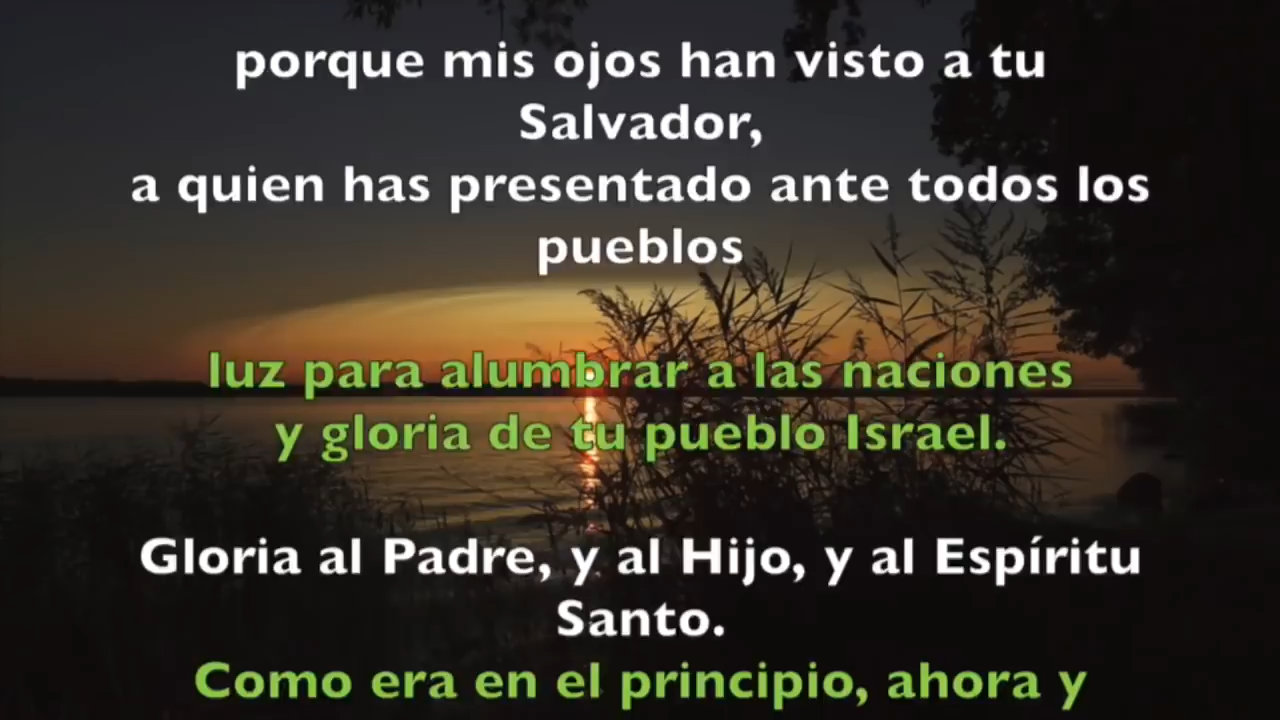 porque mis ojos han visto a tu
Salvador,
a quien has presentado ante todos los
pueblos
luz para alumbrar a las naciones
y gloria de tu pueblo Israel.
Gloria al Padre, y al Hijo, y al Espíritu
Santo.
Como era en el principio, ahora y